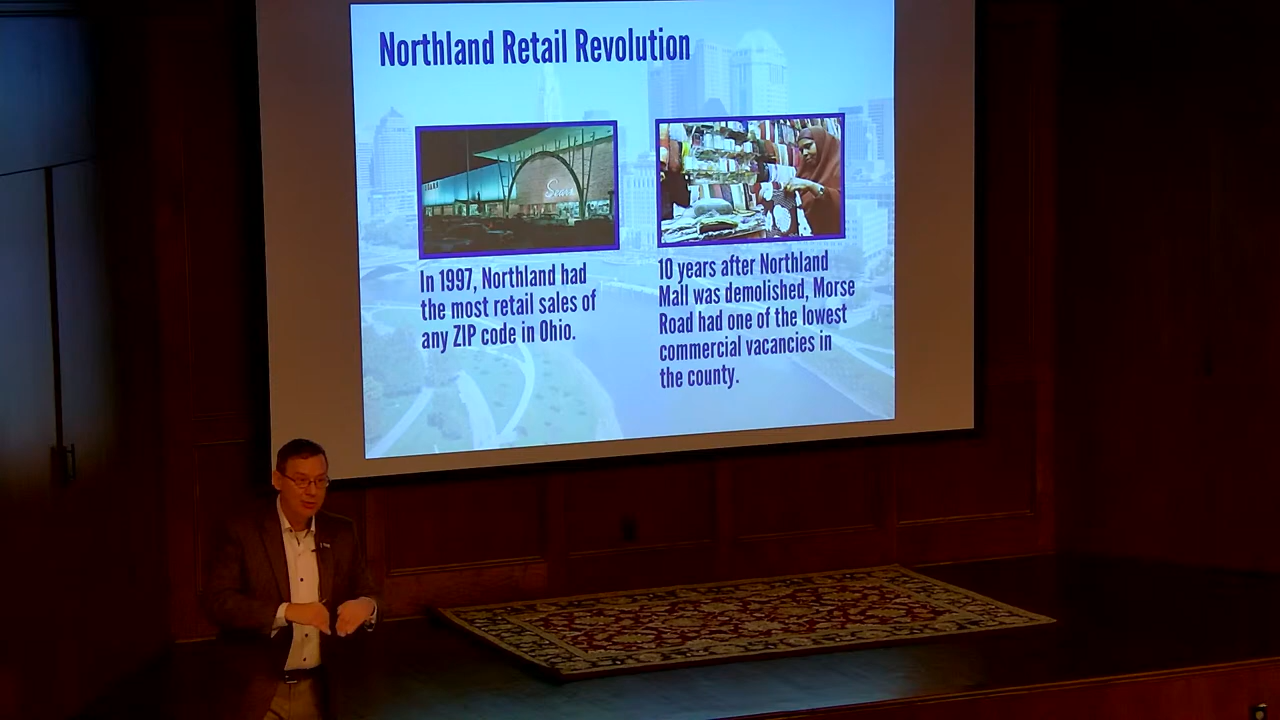 Northland Retail Revolution
Sears
In 1997, Northland had
the most retail sales of
any ZIP code in Ohio.
10 years after Northland
Mall was demolished, Morse
Road had one of the lowest
commercial vacancies in
the county.